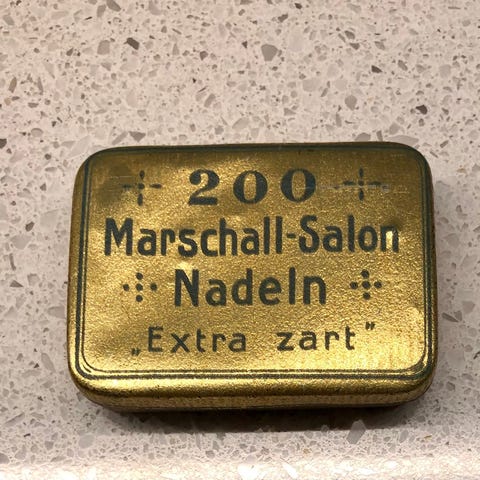 200
Marschall-Salon
Nadeln
„Extra zart"